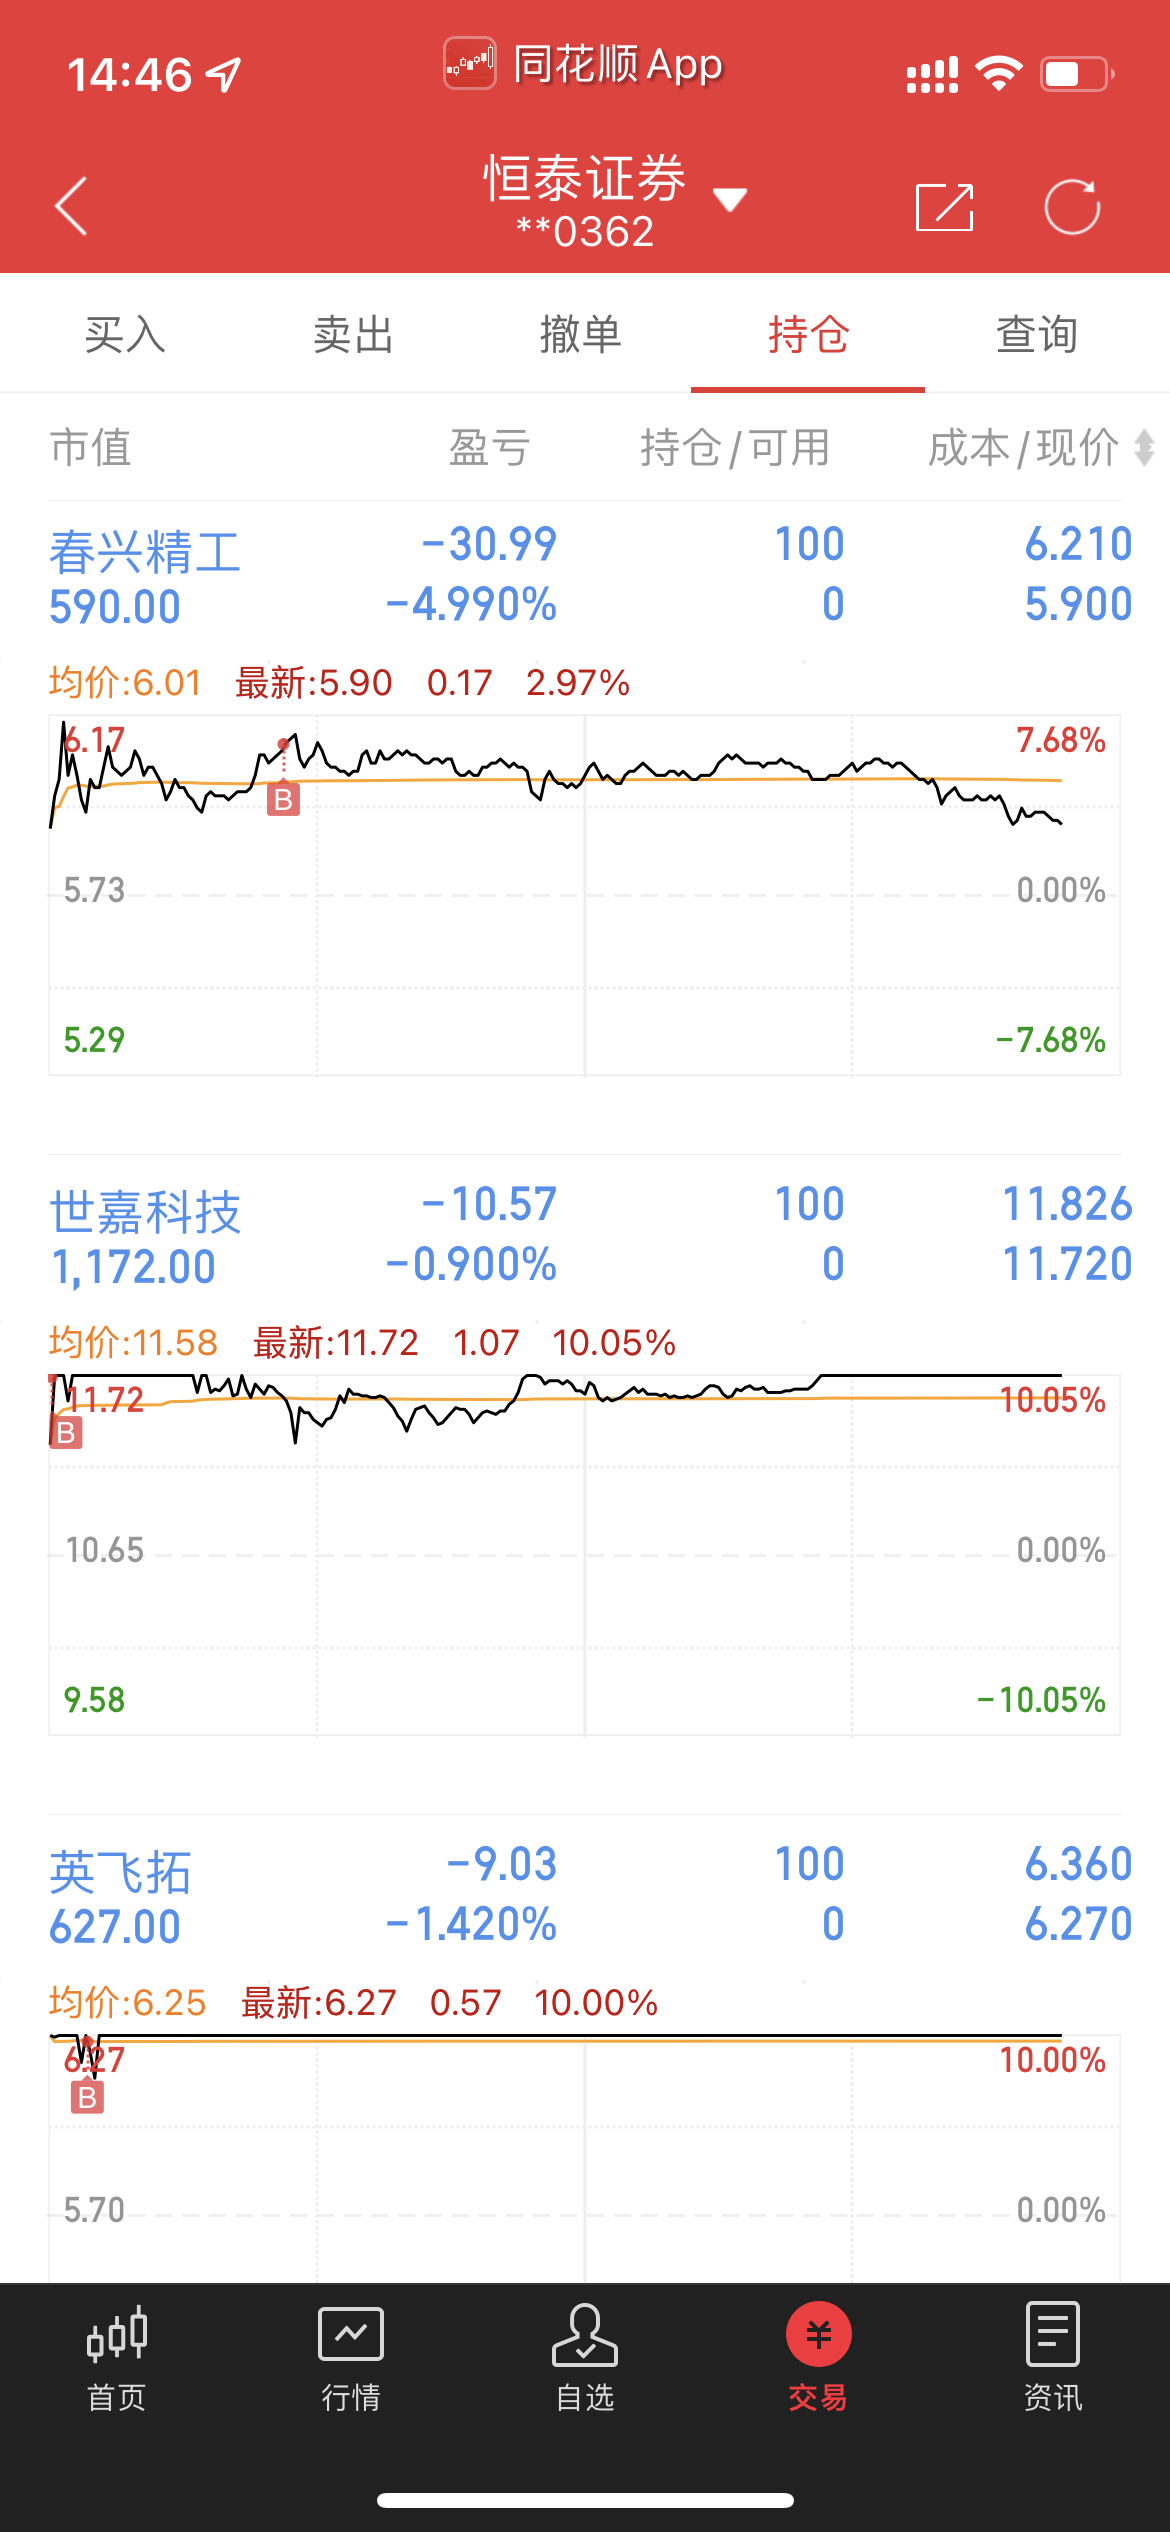 14:46
同花顺 App
恒泰证券
**0362
买入 卖出 撤单 持仓 查询
市值 盈亏 持仓/可用 成本/现价
春兴精工 -30.99 100 6.210
590.00 -4.990% 0 5.900
均价:6.01 最新:5.90 0.17 2.97%
6.17 7.68%
B
5.73 0.00%
5.29 -7.68%
世嘉科技 -10.57 100 11.826
1,172.00 -0.900% 0 11.720
均价:11.58 最新:11.72 1.07 10.05%
11.72 10.05%
B
10.65 0.00%
9.58 -10.05%
英飞拓 -9.03 100 6.360
627.00 -1.420% 0 6.270
均价:6.25 最新:6.27 0.57 10.00%
6.27 10.00%
B
5.70 0.00%
首页 行情 自选 交易 资讯